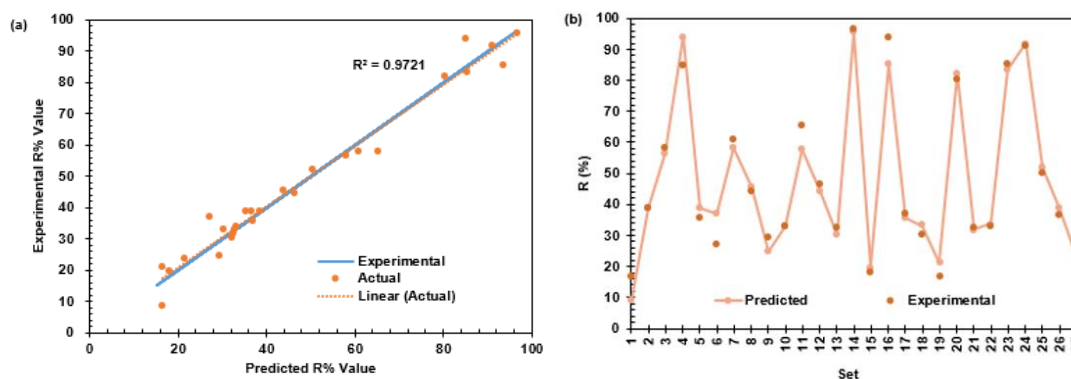 (a)
100
90
80
70
60
50
40
30
20
10
0
Experimental R% Value
R² = 0.9721
Experimental
Actual
Linear (Actual)
0 20 40 60 80 100
Predicted R% Value
(b)
100
90
80
70
60
50
40
30
20
10
0
R (%)
Predicted Experimental
1 2 3 4 5 6 7 8 9 10 11 12 13 14 15 16 17 18 19 20 21 22 23 24 25 26
Set